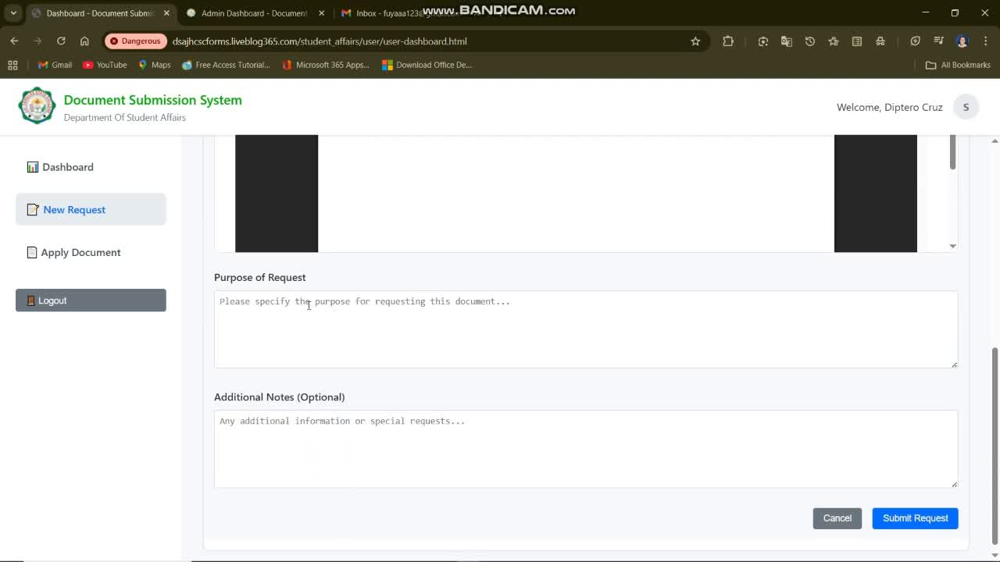 www.BANDICAM.com
Dashboard - Document Submis
Admin Dashboard - Document
Inbox - fuyaaa123@
Dangerous
dsajhcscforms.liveblog365.com/student_affairs/user/user-dashboard.html
Gmail
YouTube
Maps
Free Access Tutorial...
Microsoft 365 Apps...
Download Office De...
All Bookmarks
Document Submission System
Department Of Student Affairs
Welcome, Diptero Cruz
S
Dashboard
New Request
Apply Document
Logout
Purpose of Request
Please specify the purpose for requesting this document...
Additional Notes (Optional)
Any additional information or special requests...
Cancel
Submit Request